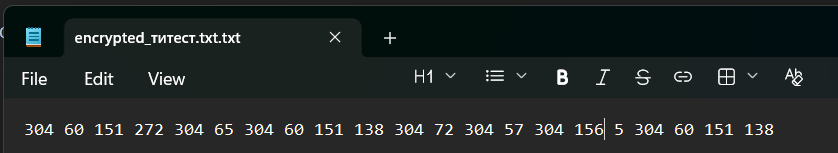 encrypted_титест.txt.txt
File Edit View H1 B I S
304 60 151 272 304 65 304 60 151 138 304 72 304 57 304 156 5 304 60 151 138